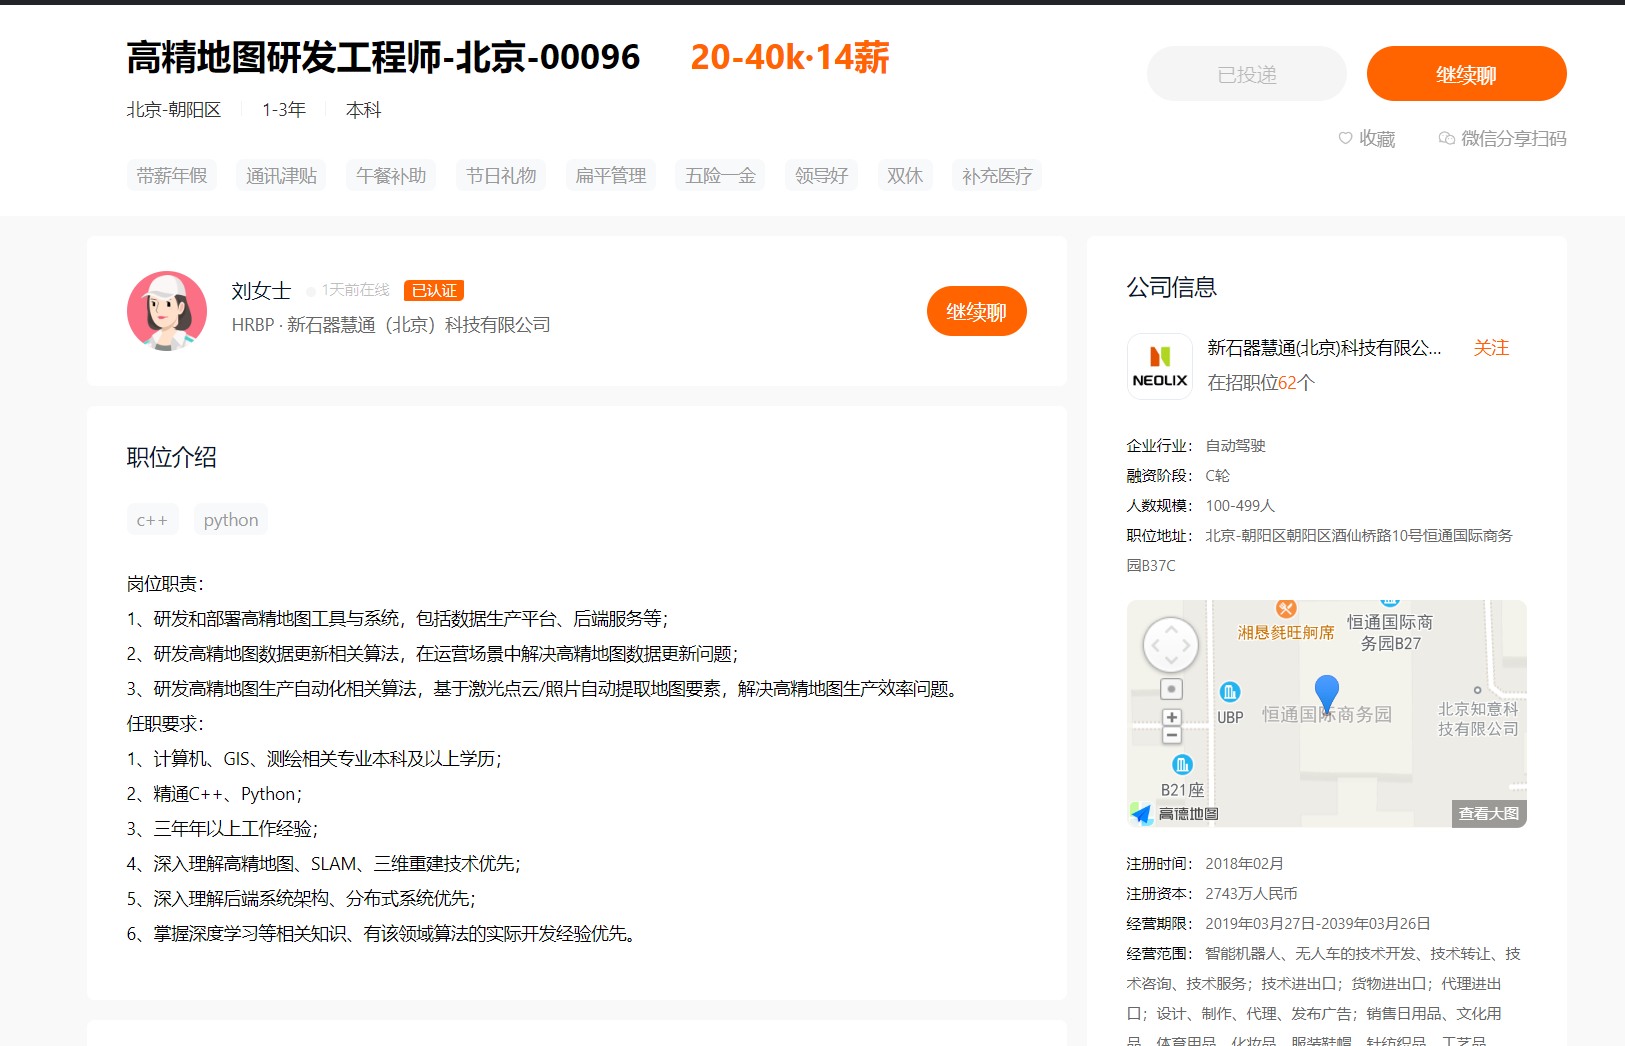 高精地图研发工程师-北京-00096
20-40k·14薪
已投递
继续聊
北京-朝阳区
1-3年
本科
收藏
微信分享扫码
带薪年假
通讯津贴
午餐补助
节日礼物
扁平管理
五险一金
领导好
双休
补充医疗
刘女士
1天前在线
已认证
HRBP · 新石器慧通（北京）科技有限公司
继续聊
职位介绍
c++
python
岗位职责：
1、研发和部署高精地图工具与系统，包括数据生产平台、后端服务等；
2、研发高精地图数据更新相关算法，在运营场景中解决高精地图数据更新问题；
3、研发高精地图生产自动化相关算法，基于激光点云/照片自动提取地图要素，解决高精地图生产效率问题。
任职要求：
1、计算机、GIS、测绘相关专业本科及以上学历；
2、精通C++、Python；
3、三年年以上工作经验；
4、深入理解高精地图、SLAM、三维重建技术优先；
5、深入理解后端系统架构、分布式系统优先；
6、掌握深度学习等相关知识、有该领域算法的实际开发经验优先。
公司信息
NEOLIX
新石器慧通(北京)科技有限公...
关注
在招职位62个
企业行业： 自动驾驶
融资阶段： C轮
人数规模： 100-499人
职位地址： 北京-朝阳区朝阳区酒仙桥路10号恒通国际商务
园B37C
恒通国际商
务园B27
UBP
恒通国际商务园
北京知意科
技有限公司
B21座
高德地图
查看大图
注册时间： 2018年02月
注册资本： 2743万人民币
经营期限： 2019年03月27日-2039年03月26日
经营范围： 智能机器人、无人车的技术开发、技术转让、技
术咨询、技术服务；技术进出口；货物进出口；代理进出
口；设计、制作、代理、发布广告；销售日用品、文化用
品、体育用品、化妆品、服装鞋帽、针纺织品、工艺品、